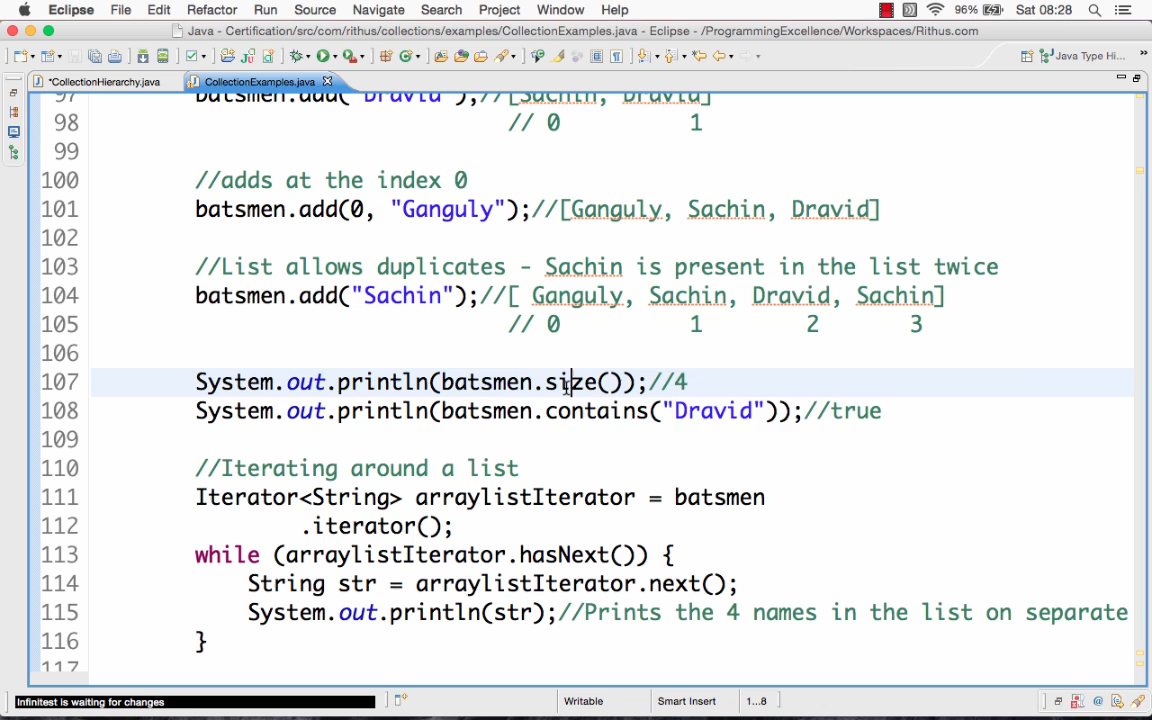 Eclipse File Edit Refactor Run Source Navigate Search Project Window Help 96% Sat 08:28
Java - Certification/src/com/rithus/collections/examples/CollectionExamples.java - Eclipse - /ProgrammingExcellence/Workspaces/Rithus.com
Java Type Hi...
*CollectionHierarchy.java CollectionExamples.java
97 batsmen.add("Dravid");//[Sachin, Dravid]
98 // 0 1
99
100 //adds at the index 0
101 batsmen.add(0, "Ganguly");//[Ganguly, Sachin, Dravid]
102
103 //List allows duplicates - Sachin is present in the list twice
104 batsmen.add("Sachin");//[ Ganguly, Sachin, Dravid, Sachin]
105 // 0 1 2 3
106
107 System.out.println(batsmen.size());//4
108 System.out.println(batsmen.contains("Dravid"));//true
109
110 //Iterating around a list
111 Iterator<String> arraylistIterator = batsmen
112 .iterator();
113 while (arraylistIterator.hasNext()) {
114 String str = arraylistIterator.next();
115 System.out.println(str);//Prints the 4 names in the list on separate
116 }
117
Infinitest is waiting for changes Writable Smart Insert 1...8